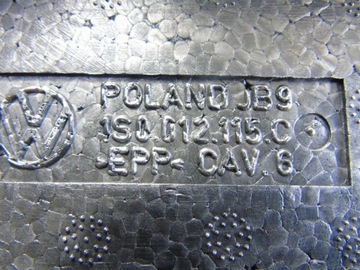 POLAND JB9
1S0.012.115.C
>EPP< CAV.6